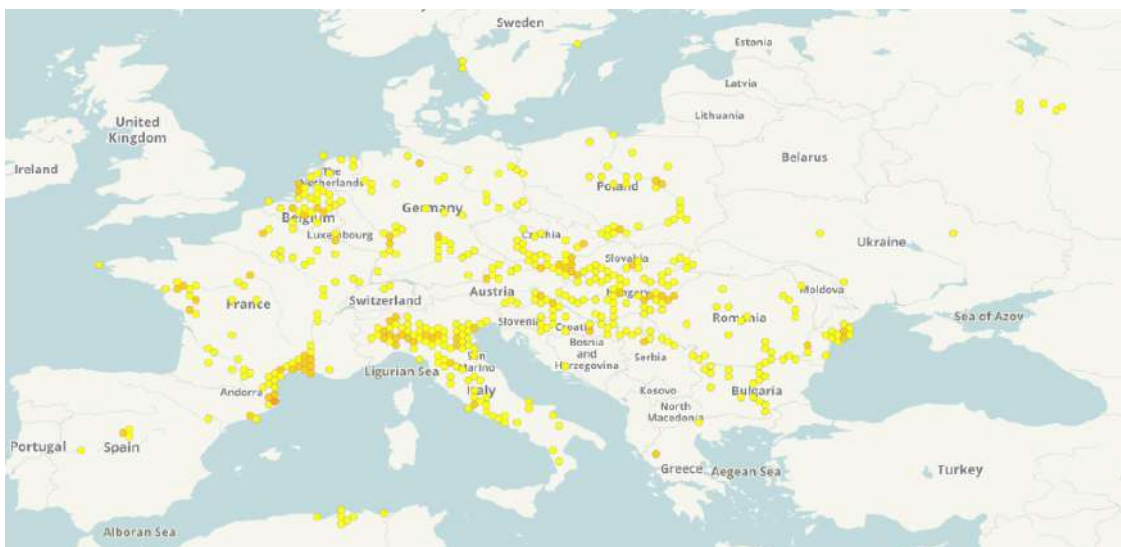 Sweden
Estonia
Latvia
Lithuania
United
Kingdom
Ireland
Belarus
The
Netherlands
Poland
Belgium
Germany
Luxembourg
Czechia
Ukraine
Slovakia
France
Switzerland
Austria
Hungary
Moldova
Romania
Slovenia
Croatia
Sea of Azov
Bosnia
and
Herzegovina
San
Marino
Serbia
Ligurian Sea
Andorra
Italy
Kosovo
Bulgaria
North
Macedonia
Portugal
Spain
Greece
Aegean Sea
Turkey
Alboran Sea